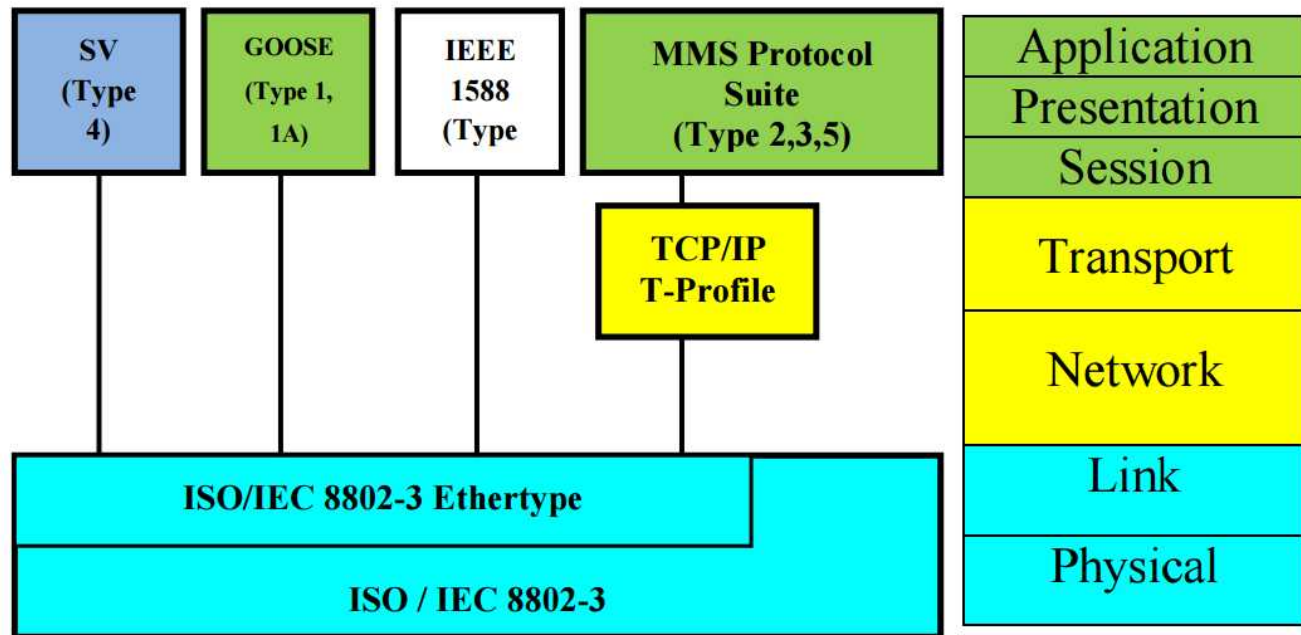 SV
(Type
4)
GOOSE
(Type 1,
1A)
IEEE
1588
(Type
MMS Protocol
Suite
(Type 2,3,5)
TCP/IP
T-Profile
ISO/IEC 8802-3 Ethertype
ISO / IEC 8802-3
Application
Presentation
Session
Transport
Network
Link
Physical